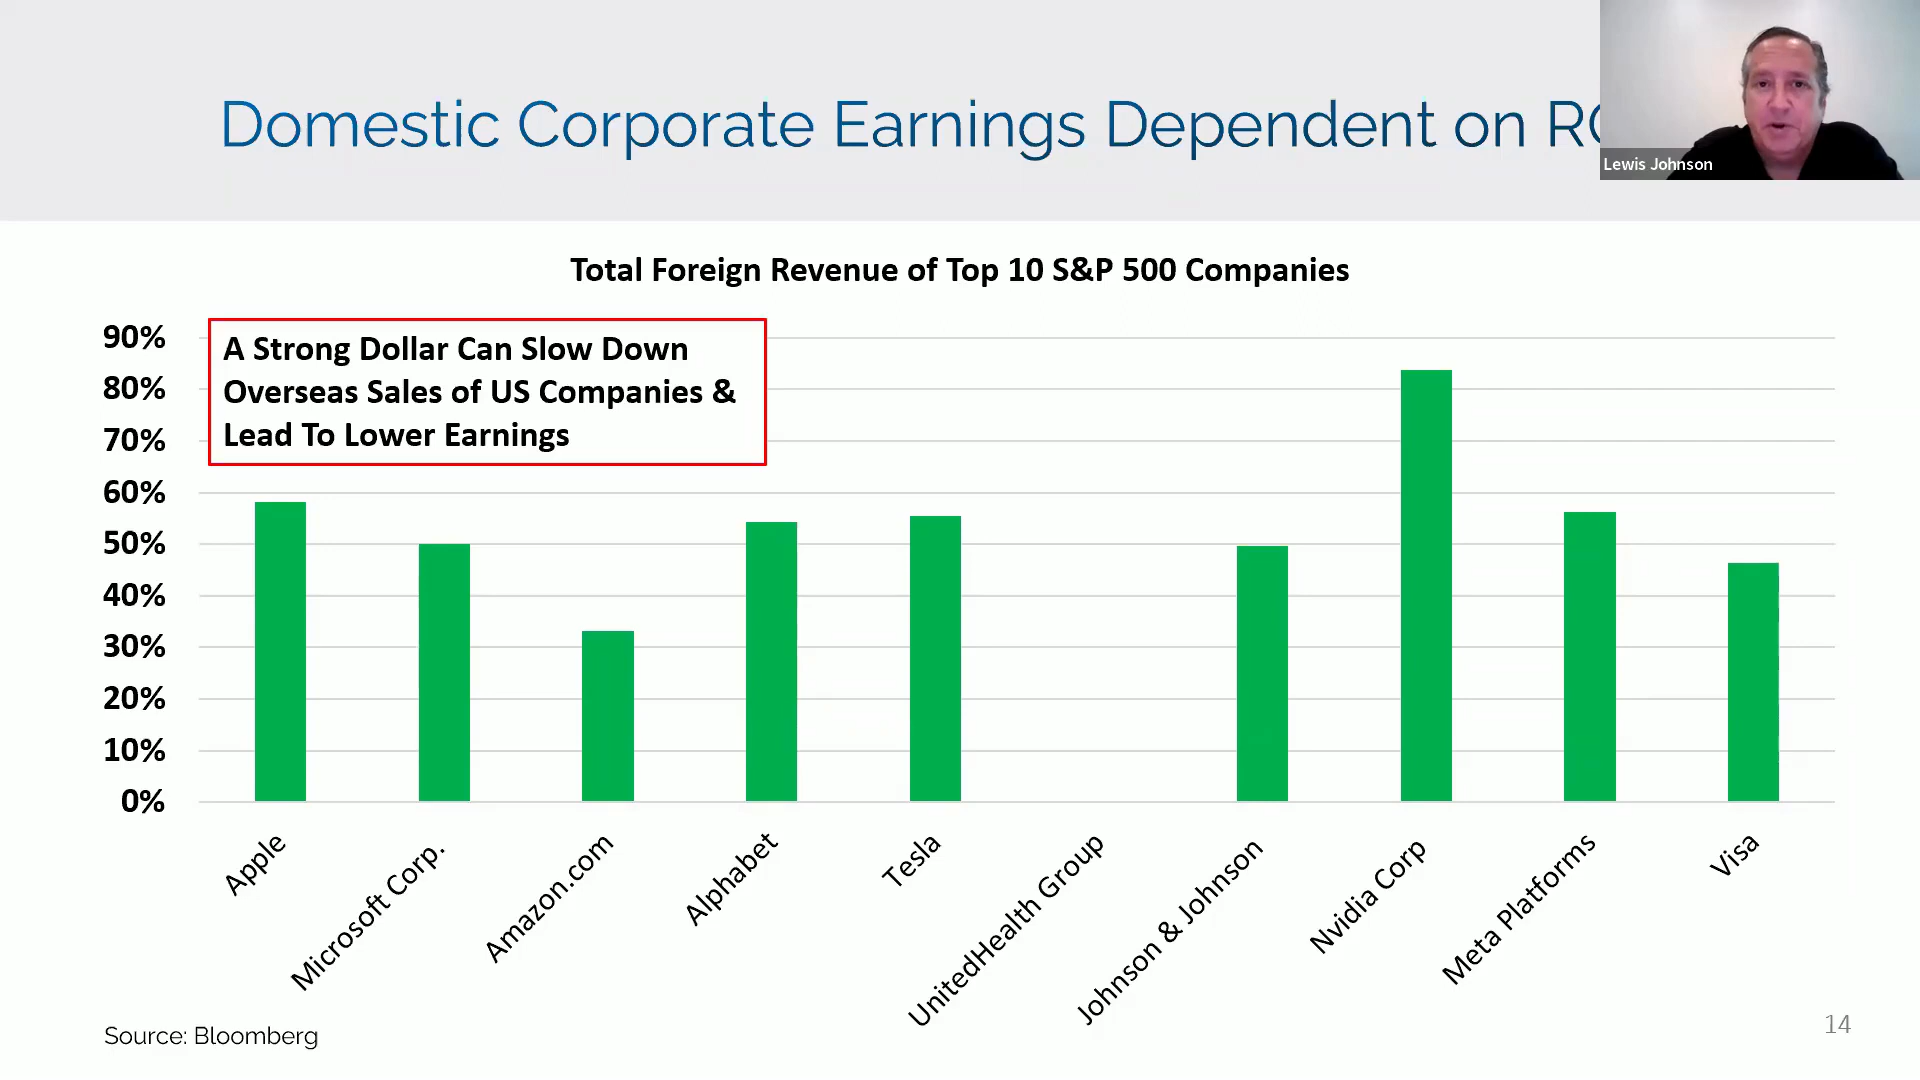 Domestic Corporate Earnings Dependent on
Lewis Johnson
Total Foreign Revenue of Top 10 S&P 500 Companies
A Strong Dollar Can Slow Down
Overseas Sales of US Companies &
Lead To Lower Earnings
90%
80%
70%
60%
50%
40%
30%
20%
10%
0%
Apple
Microsoft Corp.
Amazon.com
Alphabet
Tesla
UnitedHealth Group
Johnson & Johnson
Nvidia Corp
Meta Platforms
Visa
Source: Bloomberg
14